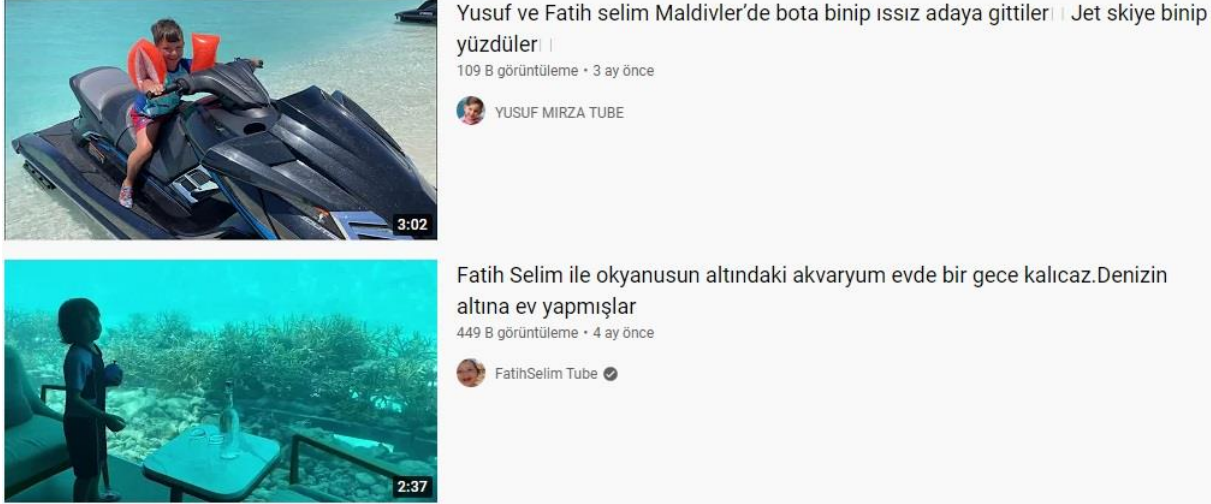 Yusuf ve Fatih selim Maldivler’de bota binip ıssız adaya gittiler Jet skiye binip
yüzdüler
109 B görüntüleme • 3 ay önce
YUSUF MIRZA TUBE
3:02
Fatih Selim ile okyanusun altındaki akvaryum evde bir gece kalıcaz.Denizin
altına ev yapmışlar
449 B görüntüleme • 4 ay önce
FatihSelim Tube
2:37